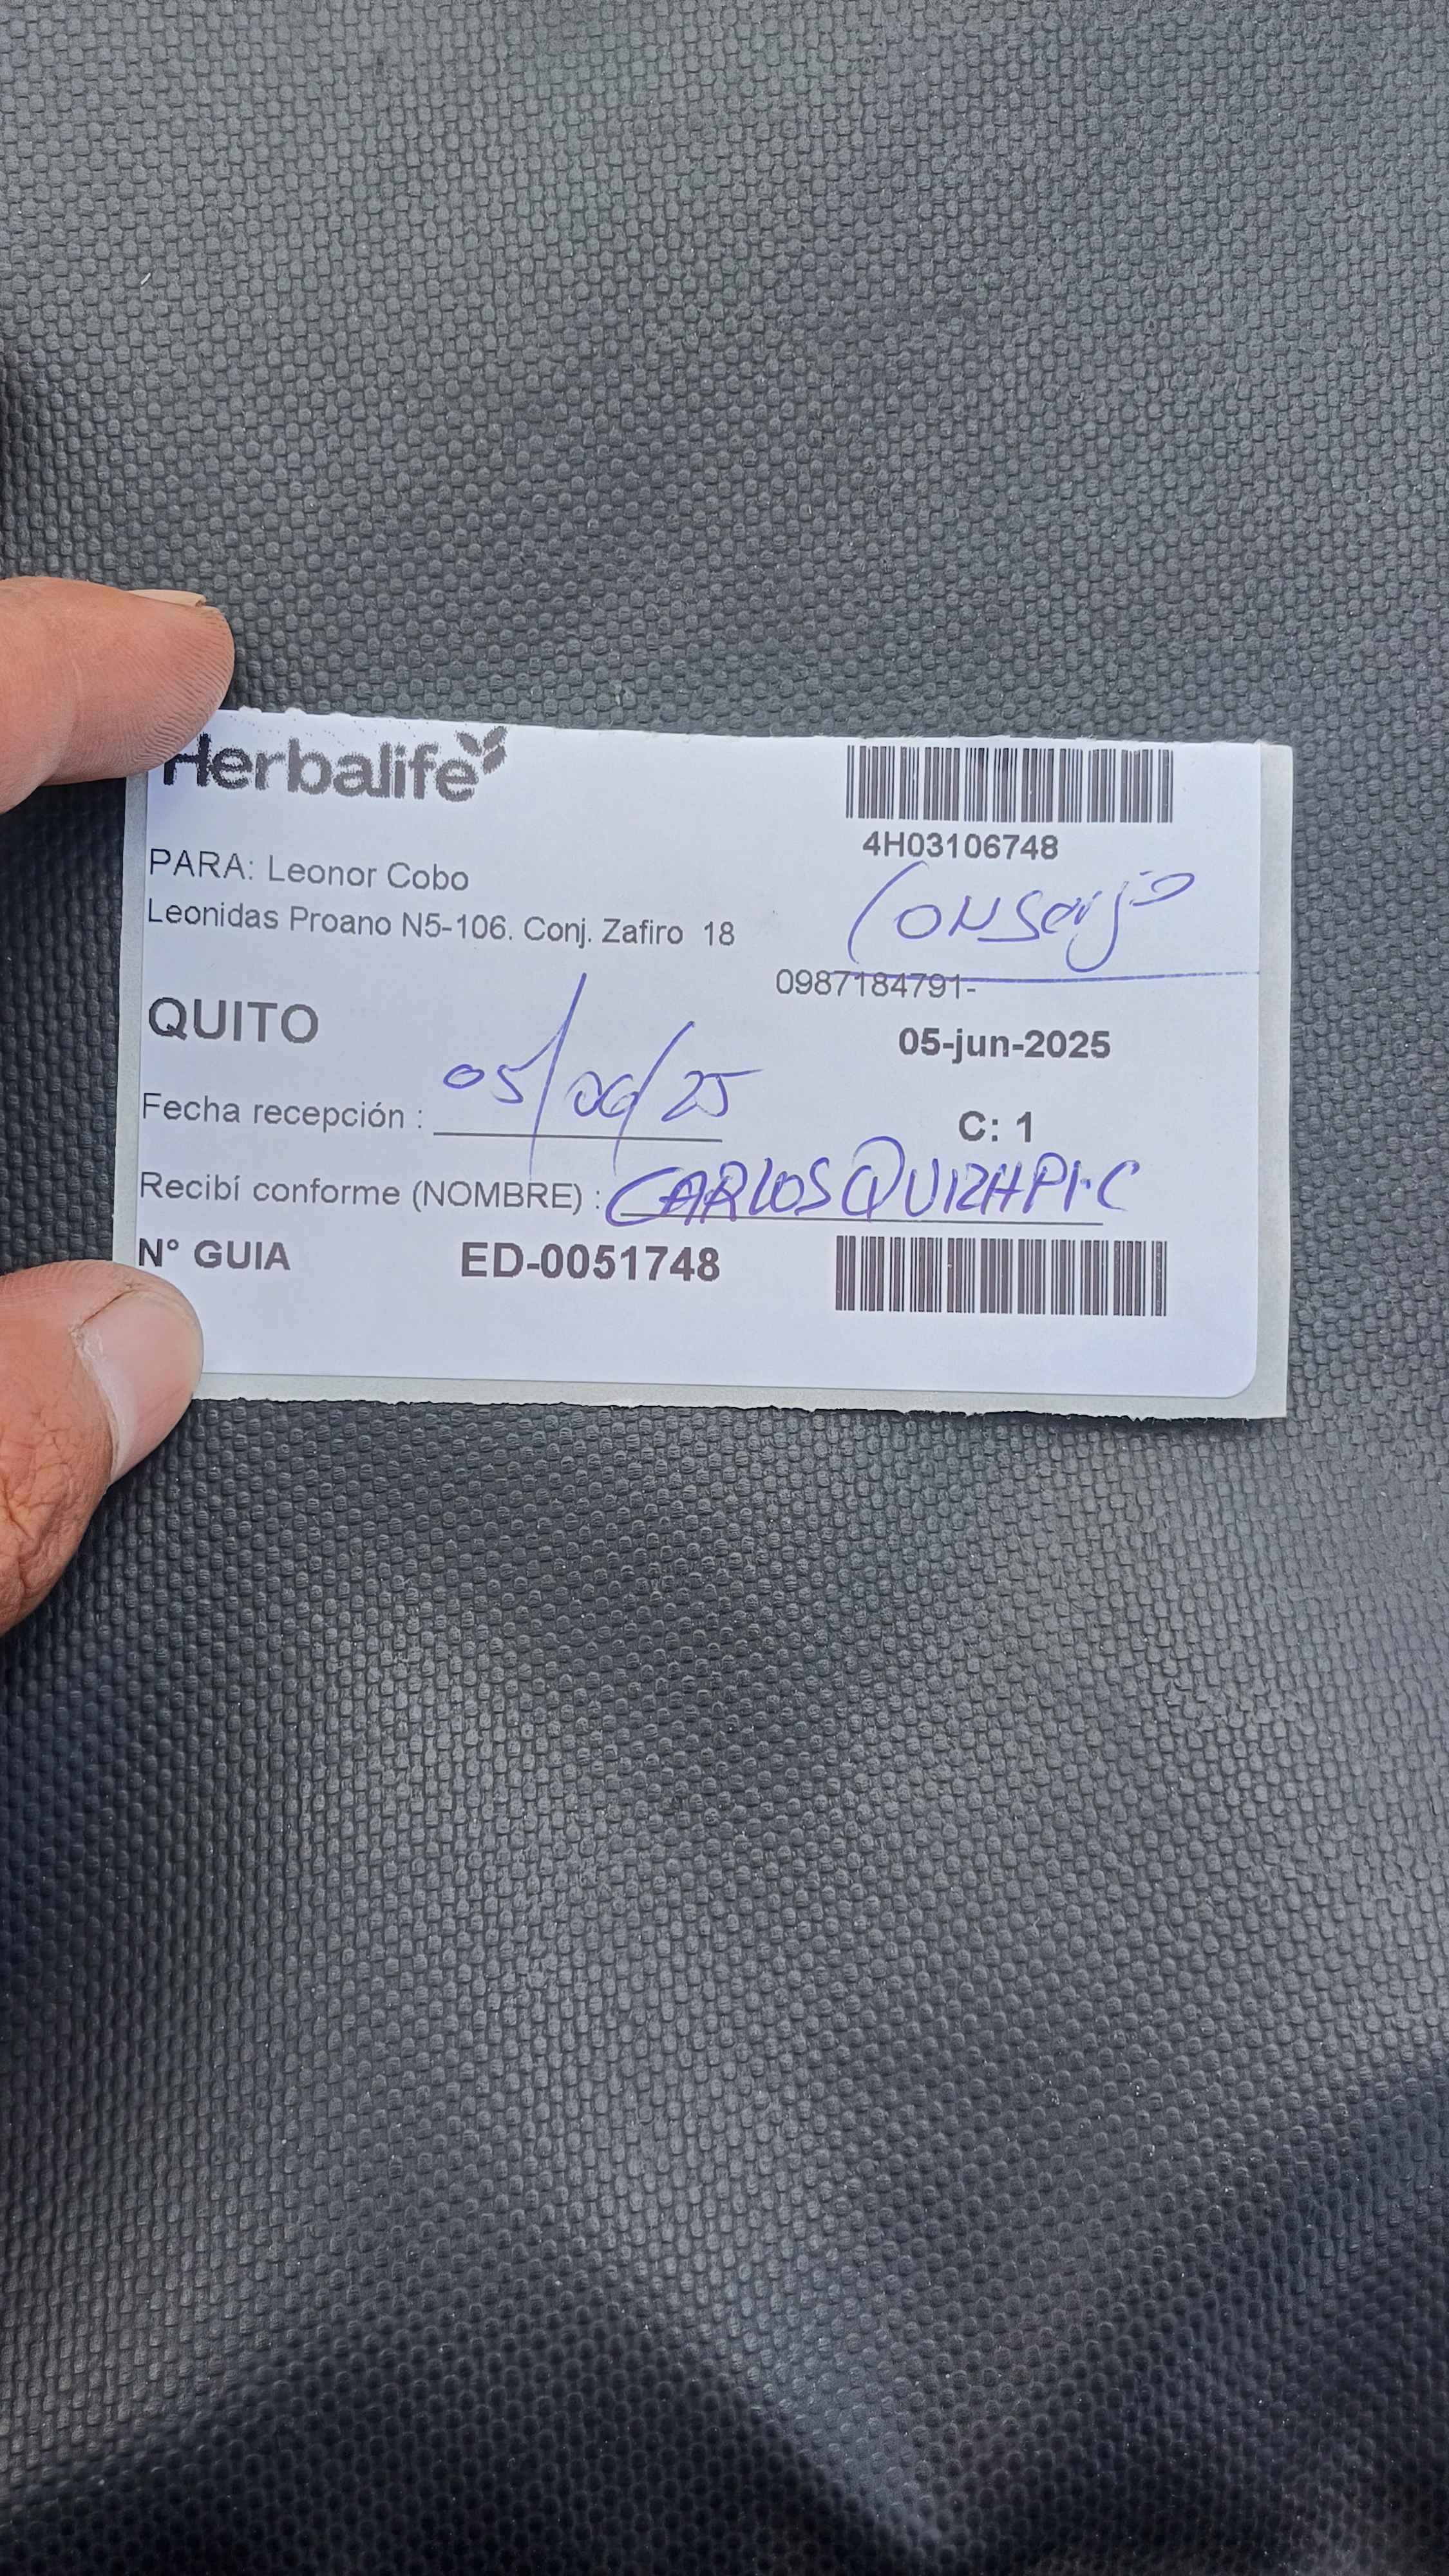 Herbalife
4H03106748
PARA: Leonor Cobo
Conserje
Leonidas Proano N5-106. Conj. Zafiro 18
0987184791-
QUITO
05-jun-2025
Fecha recepción : 05/06/25
C: 1
Recibí conforme (NOMBRE) : CARLOS QUIZHPI.C
N° GUIA ED-0051748